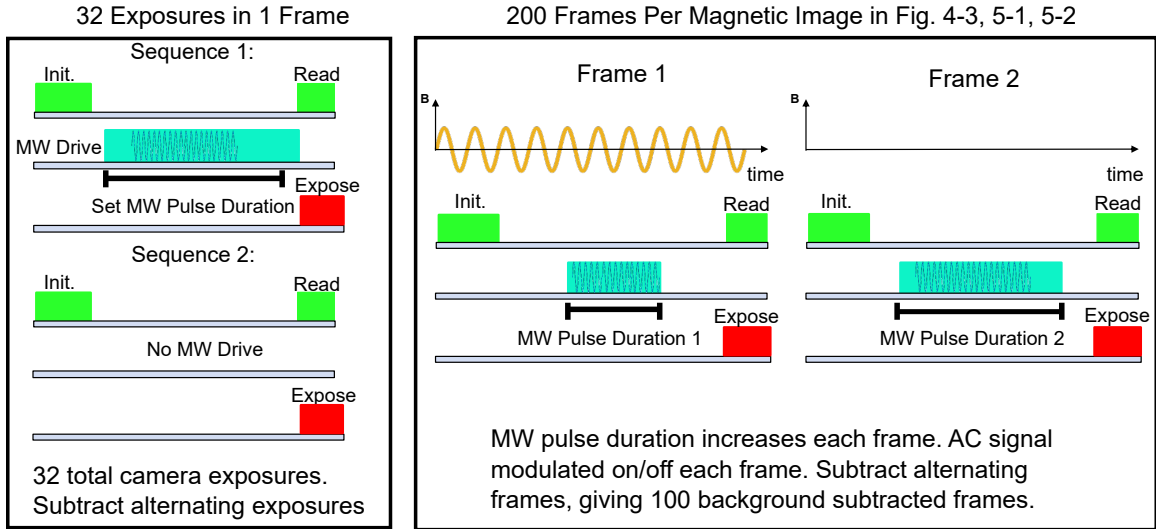 32 Exposures in 1 Frame
Sequence 1:
Init.
Read
MW Drive
Expose
Set MW Pulse Duration
Sequence 2:
Init.
Read
No MW Drive
Expose
32 total camera exposures.
Subtract alternating exposures
200 Frames Per Magnetic Image in Fig. 4-3, 5-1, 5-2
Frame 1
B
time
Init.
Read
Expose
MW Pulse Duration 1
Frame 2
B
time
Init.
Read
Expose
MW Pulse Duration 2
MW pulse duration increases each frame. AC signal
modulated on/off each frame. Subtract alternating
frames, giving 100 background subtracted frames.